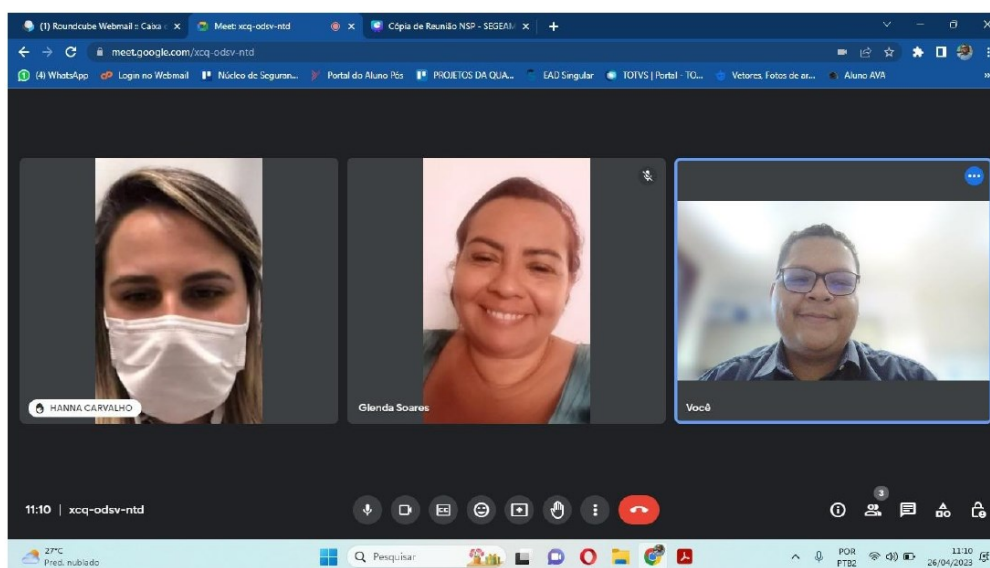 (1) Roundcube Webmail :: Caixa d
Meet: xcq-odsv-ntd
Cópia de Reunião NSP - SEGEAM
meet.google.com/xcq-odsv-ntd
(4) WhatsApp
Login no Webmail
Núcleo de Seguran...
Portal do Aluno Pós
PROJETOS DA QUA...
EAD Singular
TOTVS | Portal - TO...
Vetores, Fotos de ar...
Aluno AVA
HANNA CARVALHO
Glenda Soares
Você
11:10 | xcq-odsv-ntd
3
27°C
Pred. nublado
Pesquisar
POR
PTB2
11:10
26/04/2023